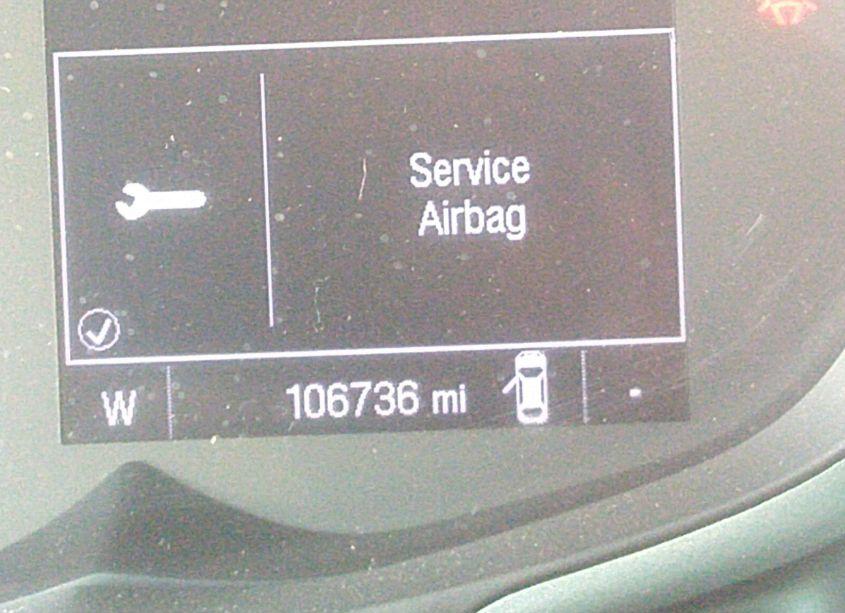 Service
Airbag
W 106736 mi